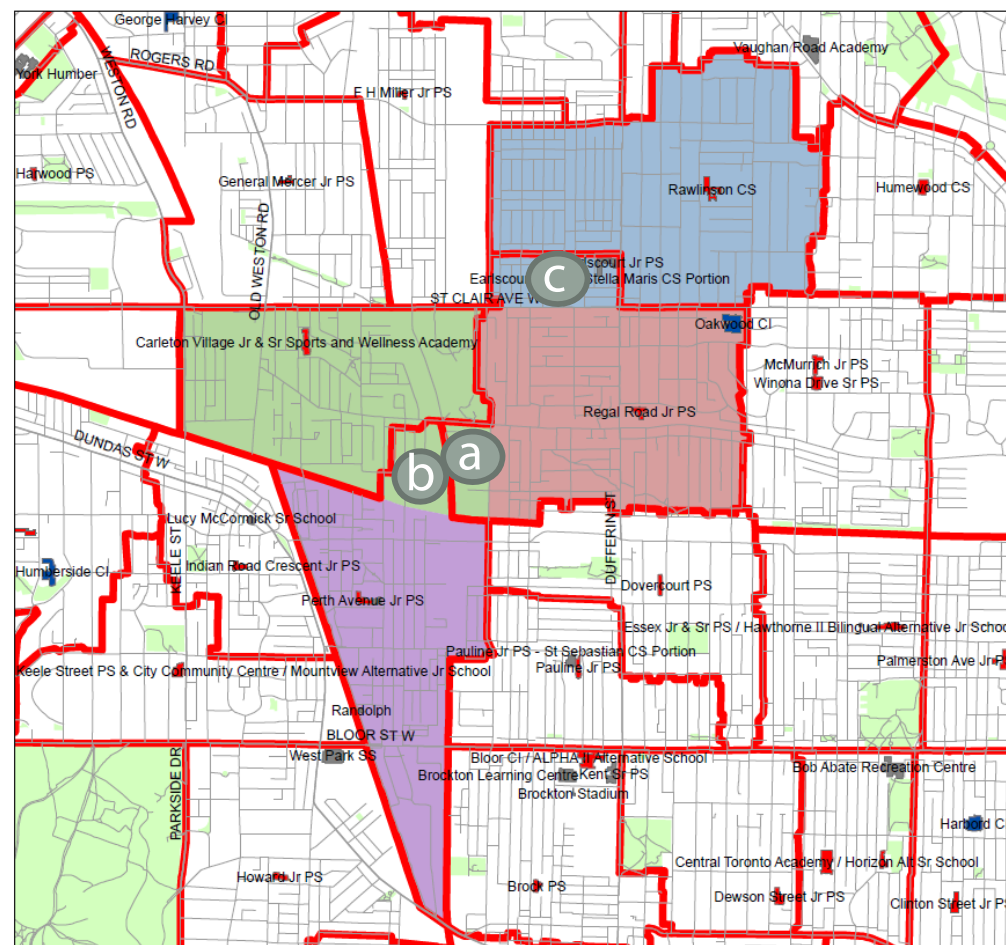 George Harvey CI
Vaughan Road Academy
York Humber
WESTON RD
ROGERS RD
E H Miller Jr PS
Harwood PS
General Mercer Jr PS
Rawlinson CS
Humewood CS
OLD WESTON RD
scourt Jr PS
Earlscou
Stella Maris CS Portion
c
ST CLAIR AVE W
Oakwood CI
Carleton Village Jr & Sr Sports and Wellness Academy
McMurrich Jr PS
Winona Drive Sr PS
Regal Road Jr PS
DUNDAS ST W
a
b
Lucy McCormick Sr School
KEELE ST
DUFFERIN ST
Humberside CI
Indian Road Crescent Jr PS
Dovercourt PS
Perth Avenue Jr PS
Essex Jr & Sr PS / Hawthorne II Bilingual Alternative Jr Schoo
Pauline Jr PS - St Sebastian CS Portion
Pauline Jr PS
Palmerston Ave Jr P
Keele Street PS & City Community Centre / Mountview Alternative Jr School
Randolph
BLOOR ST W
West Park SS
Bloor CI / ALPHA II Alternative School
Brockton Learning Centre
Kent Sr PS
Brockton Stadium
Bob Abate Recreation Centre
PARKSIDE DR
Harbord C
Central Toronto Academy / Horizon Alt Sr School
Howard Jr PS
Brock PS
Dewson Street Jr PS
Clinton Street Jr P